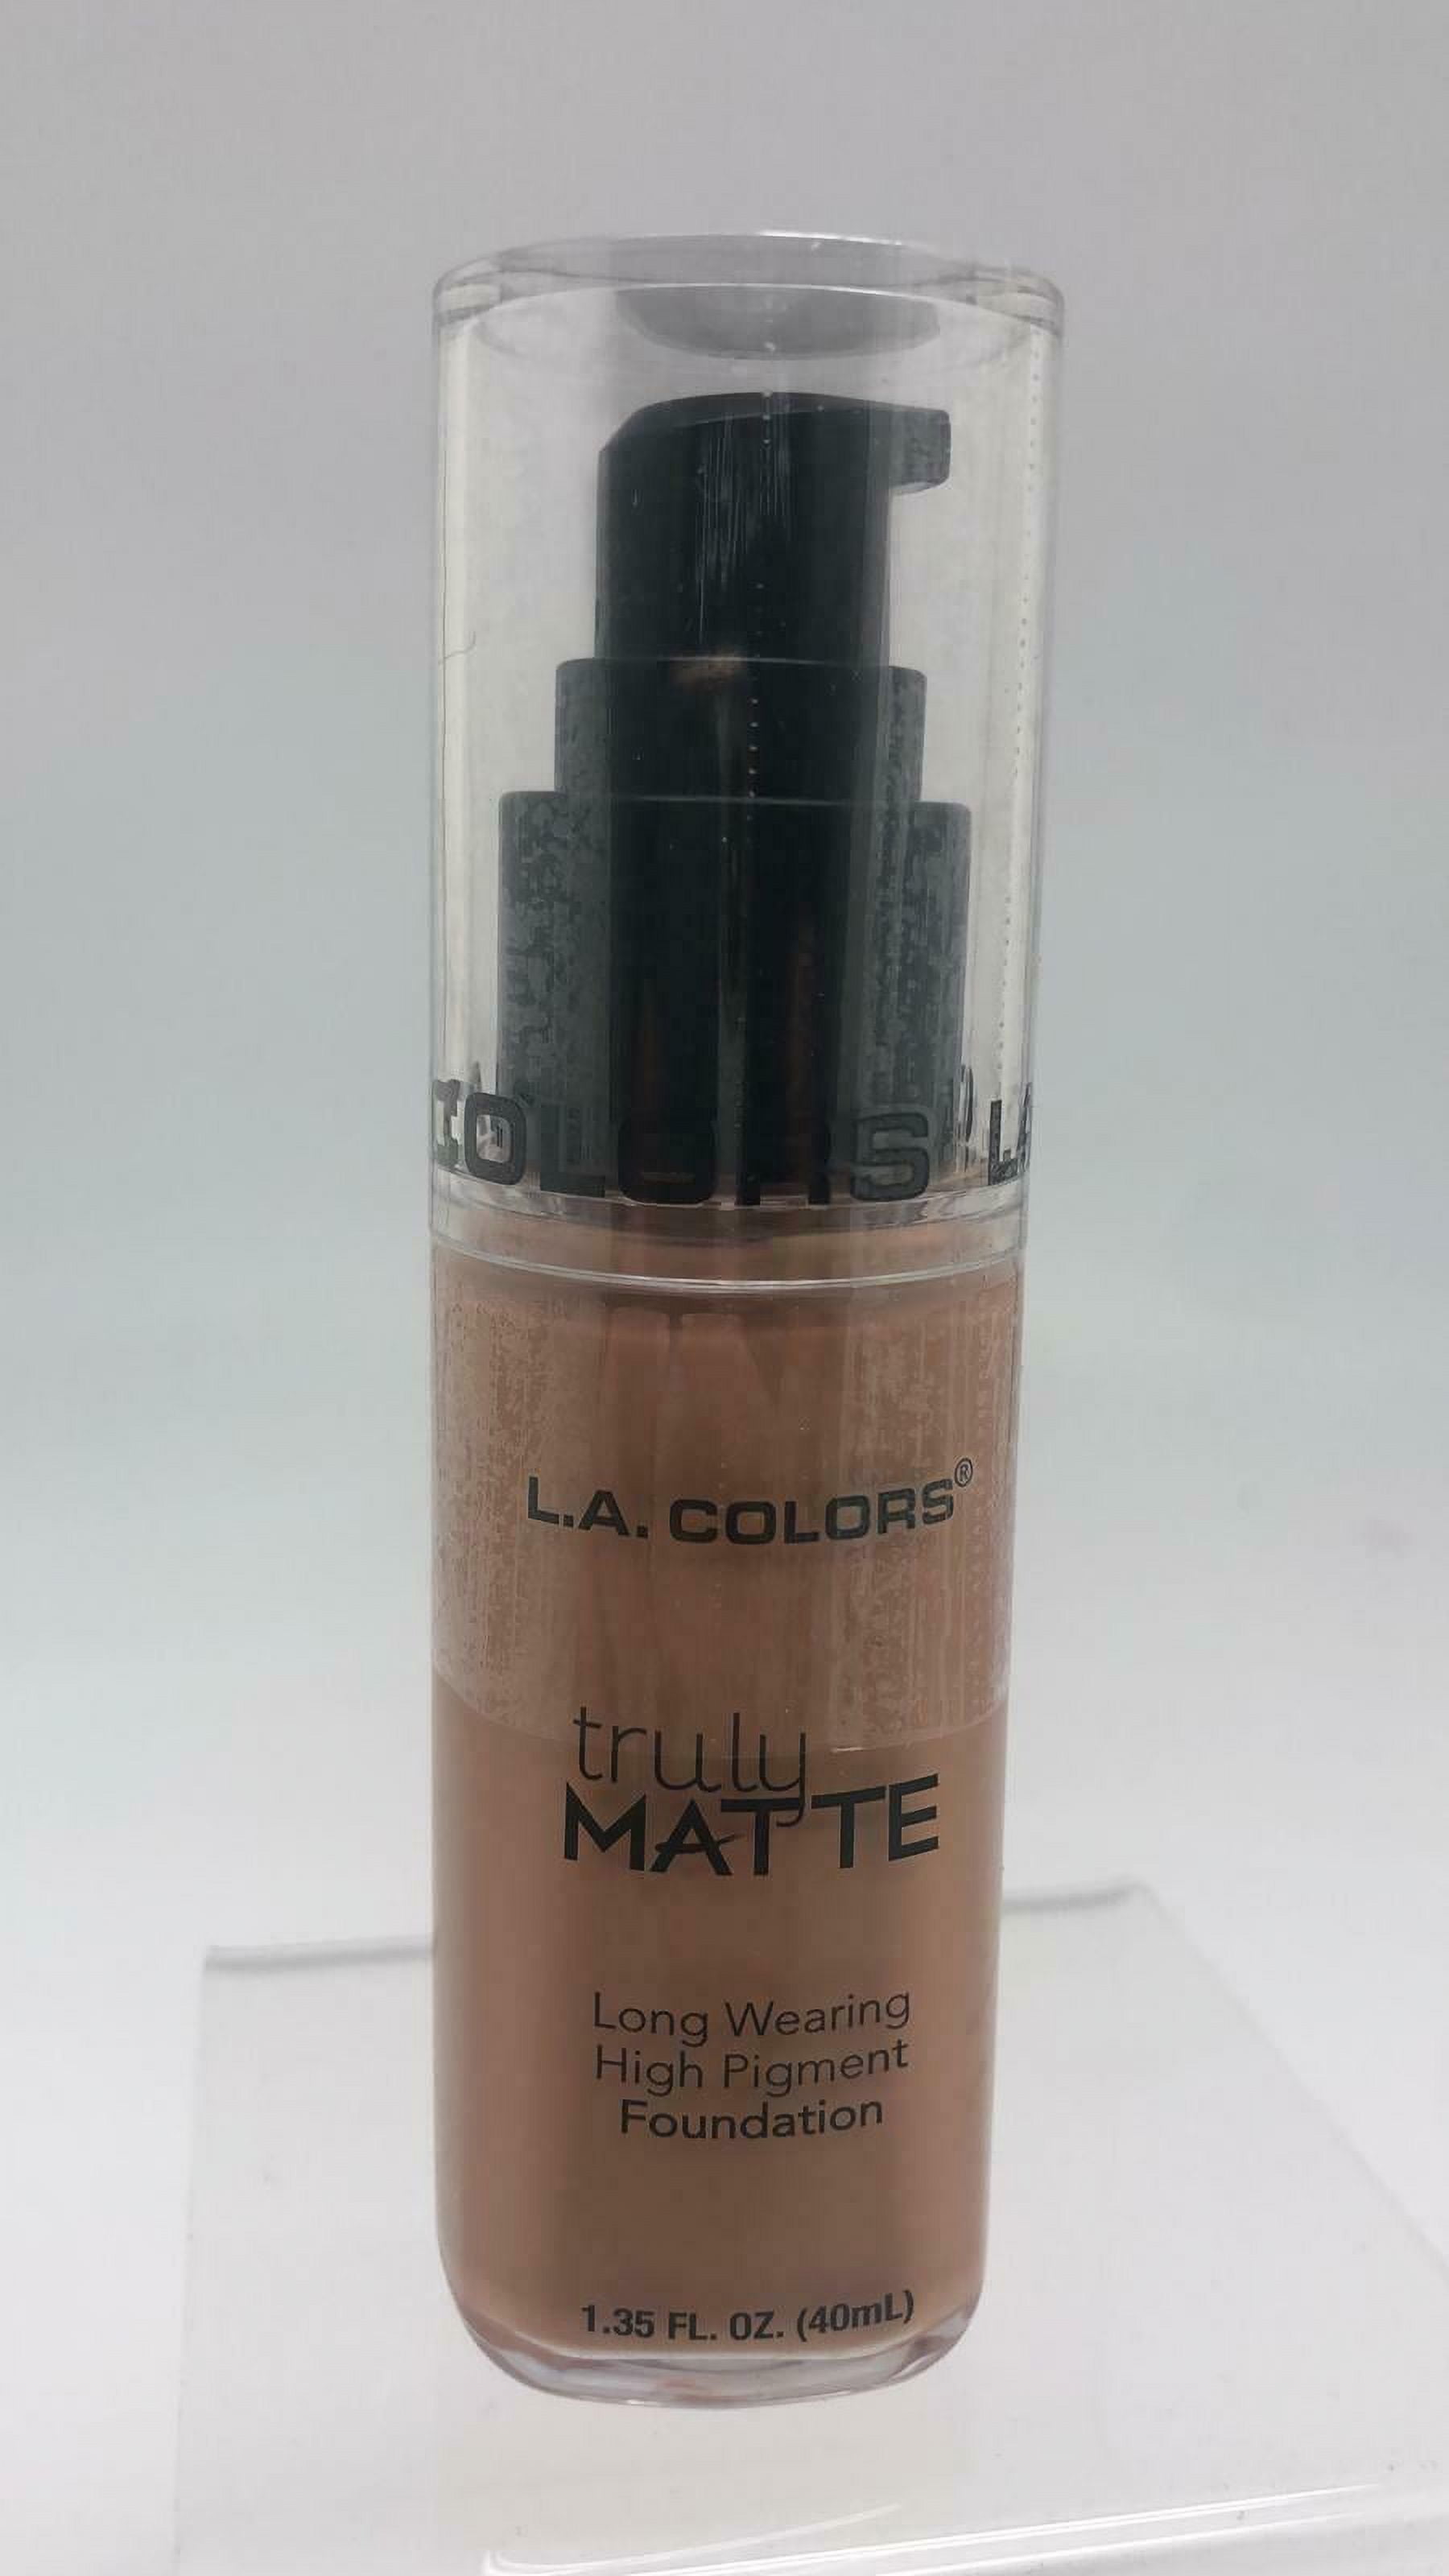 COLORS LA
L.A. COLORS®
truly
MATTE
Long Wearing
High Pigment
Foundation
1.35 FL. OZ. (40mL)